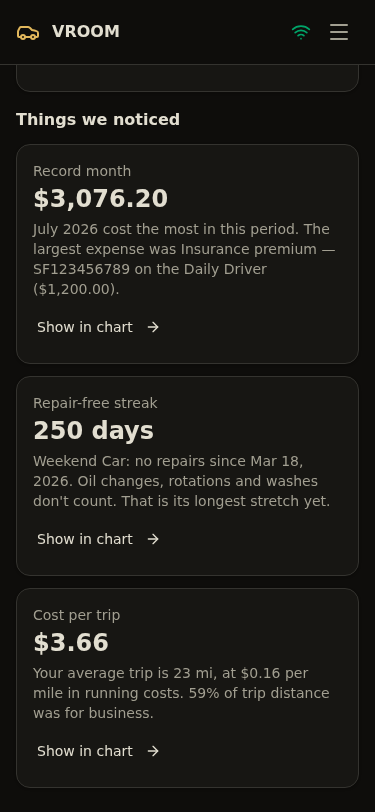 VROOM
Things we noticed
Record month
$3,076.20
July 2026 cost the most in this period. The
largest expense was Insurance premium —
SF123456789 on the Daily Driver
($1,200.00).
Show in chart
Repair-free streak
250 days
Weekend Car: no repairs since Mar 18,
2026. Oil changes, rotations and washes
don't count. That is its longest stretch yet.
Show in chart
Cost per trip
$3.66
Your average trip is 23 mi, at $0.16 per
mile in running costs. 59% of trip distance
was for business.
Show in chart